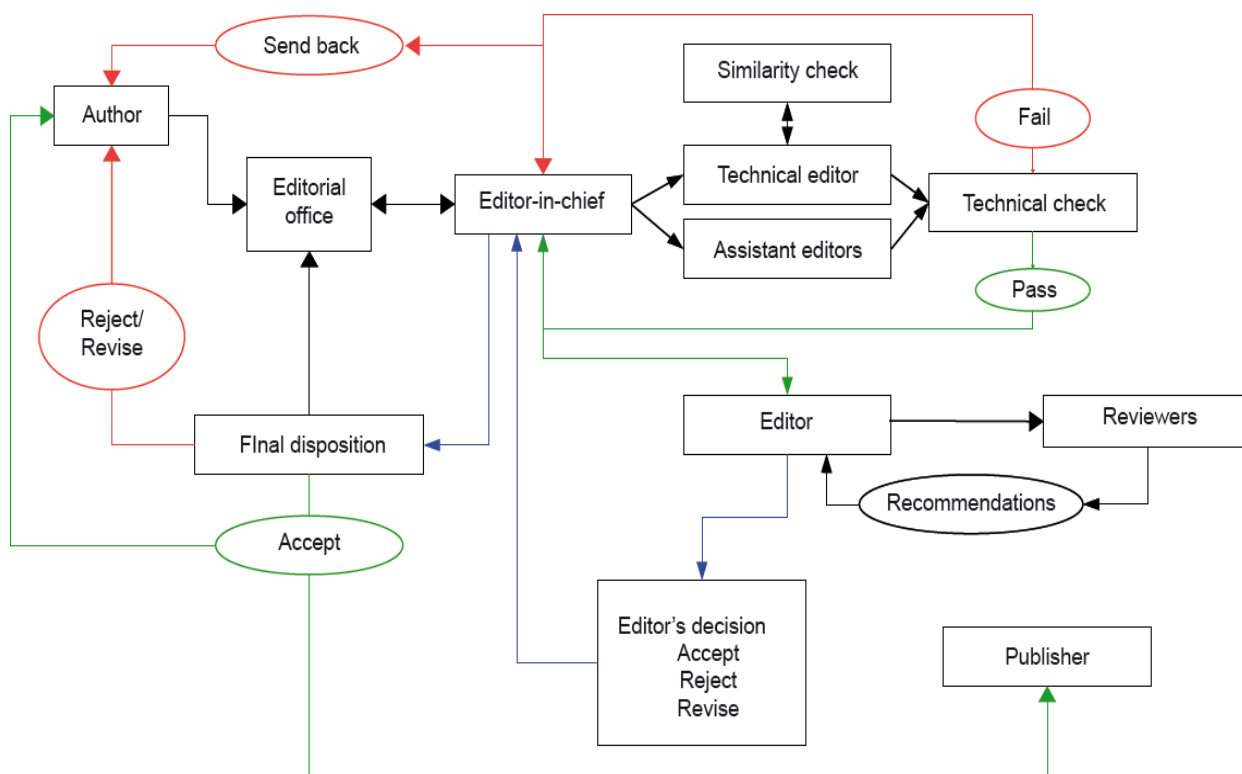 Send back
Similarity check
Author
Fail
Editorial
office
Editor-in-chief
Technical editor
Technical check
Assistant editors
Pass
Reject/
Revise
FInal disposition
Editor
Reviewers
Recommendations
Accept
Editor’s decision
Accept
Reject
Revise
Publisher